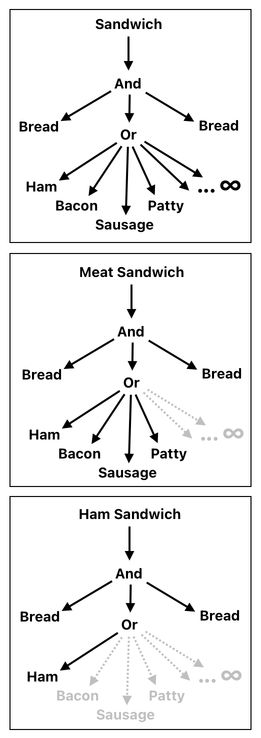 Sandwich
And
Bread
Bread
Or
Ham
... ∞
Bacon
Patty
Sausage
Meat Sandwich
And
Bread
Bread
Or
Ham
... ∞
Bacon
Patty
Sausage
Ham Sandwich
And
Bread
Bread
Or
Ham
... ∞
Bacon
Patty
Sausage